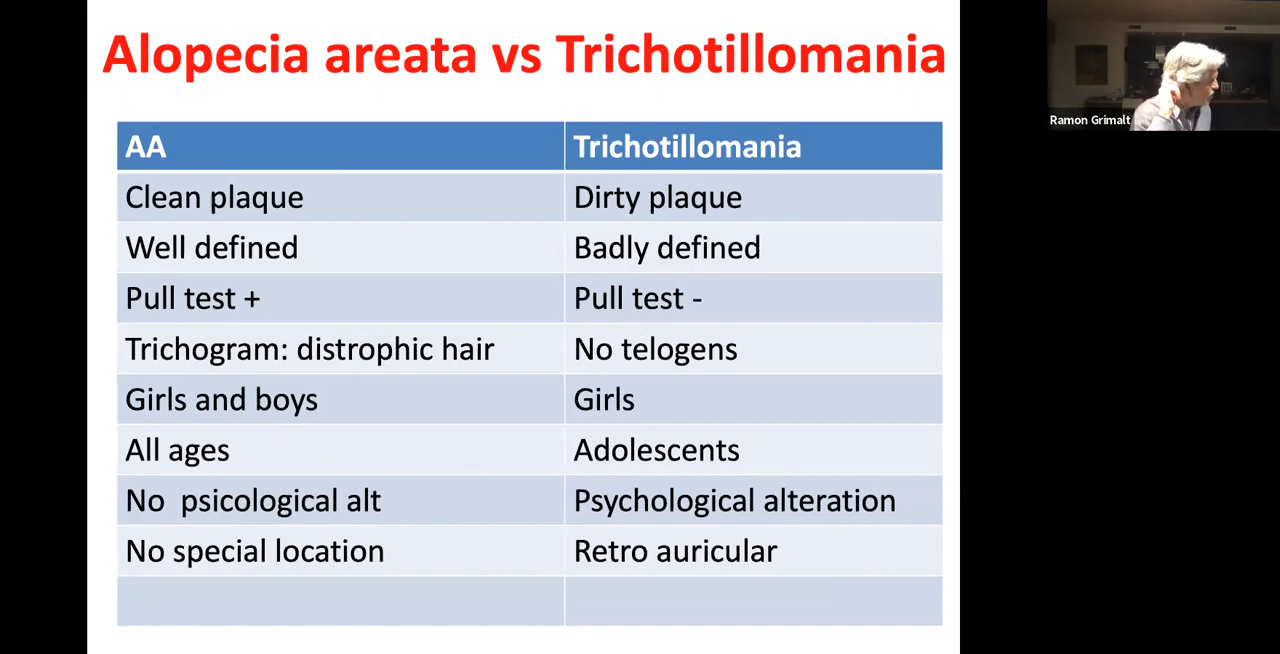 Alopecia areata vs Trichotillomania
Ramon Grimalt
AA Trichotillomania
Clean plaque Dirty plaque
Well defined Badly defined
Pull test + Pull test -
Trichogram: distrophic hair No telogens
Girls and boys Girls
All ages Adolescents
No psicological alt Psychological alteration
No special location Retro auricular